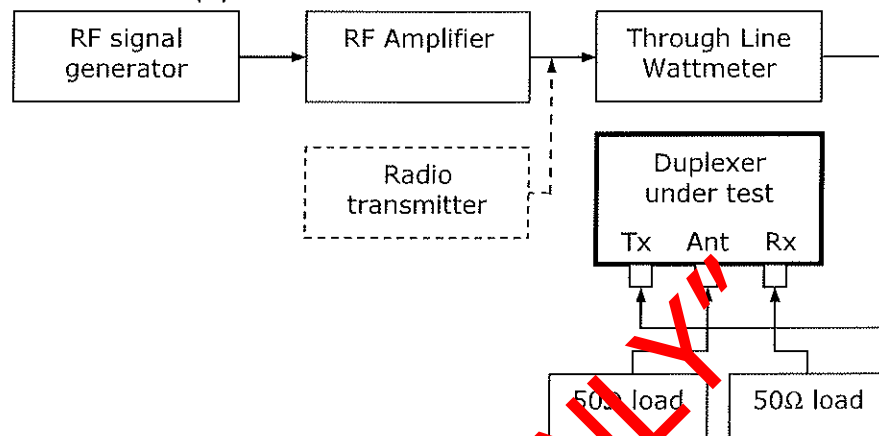 RF signal
generator
RF Amplifier
Through Line
Wattmeter
Radio
transmitter
Duplexer
under test
Tx Ant Rx
50Ω load
50Ω load